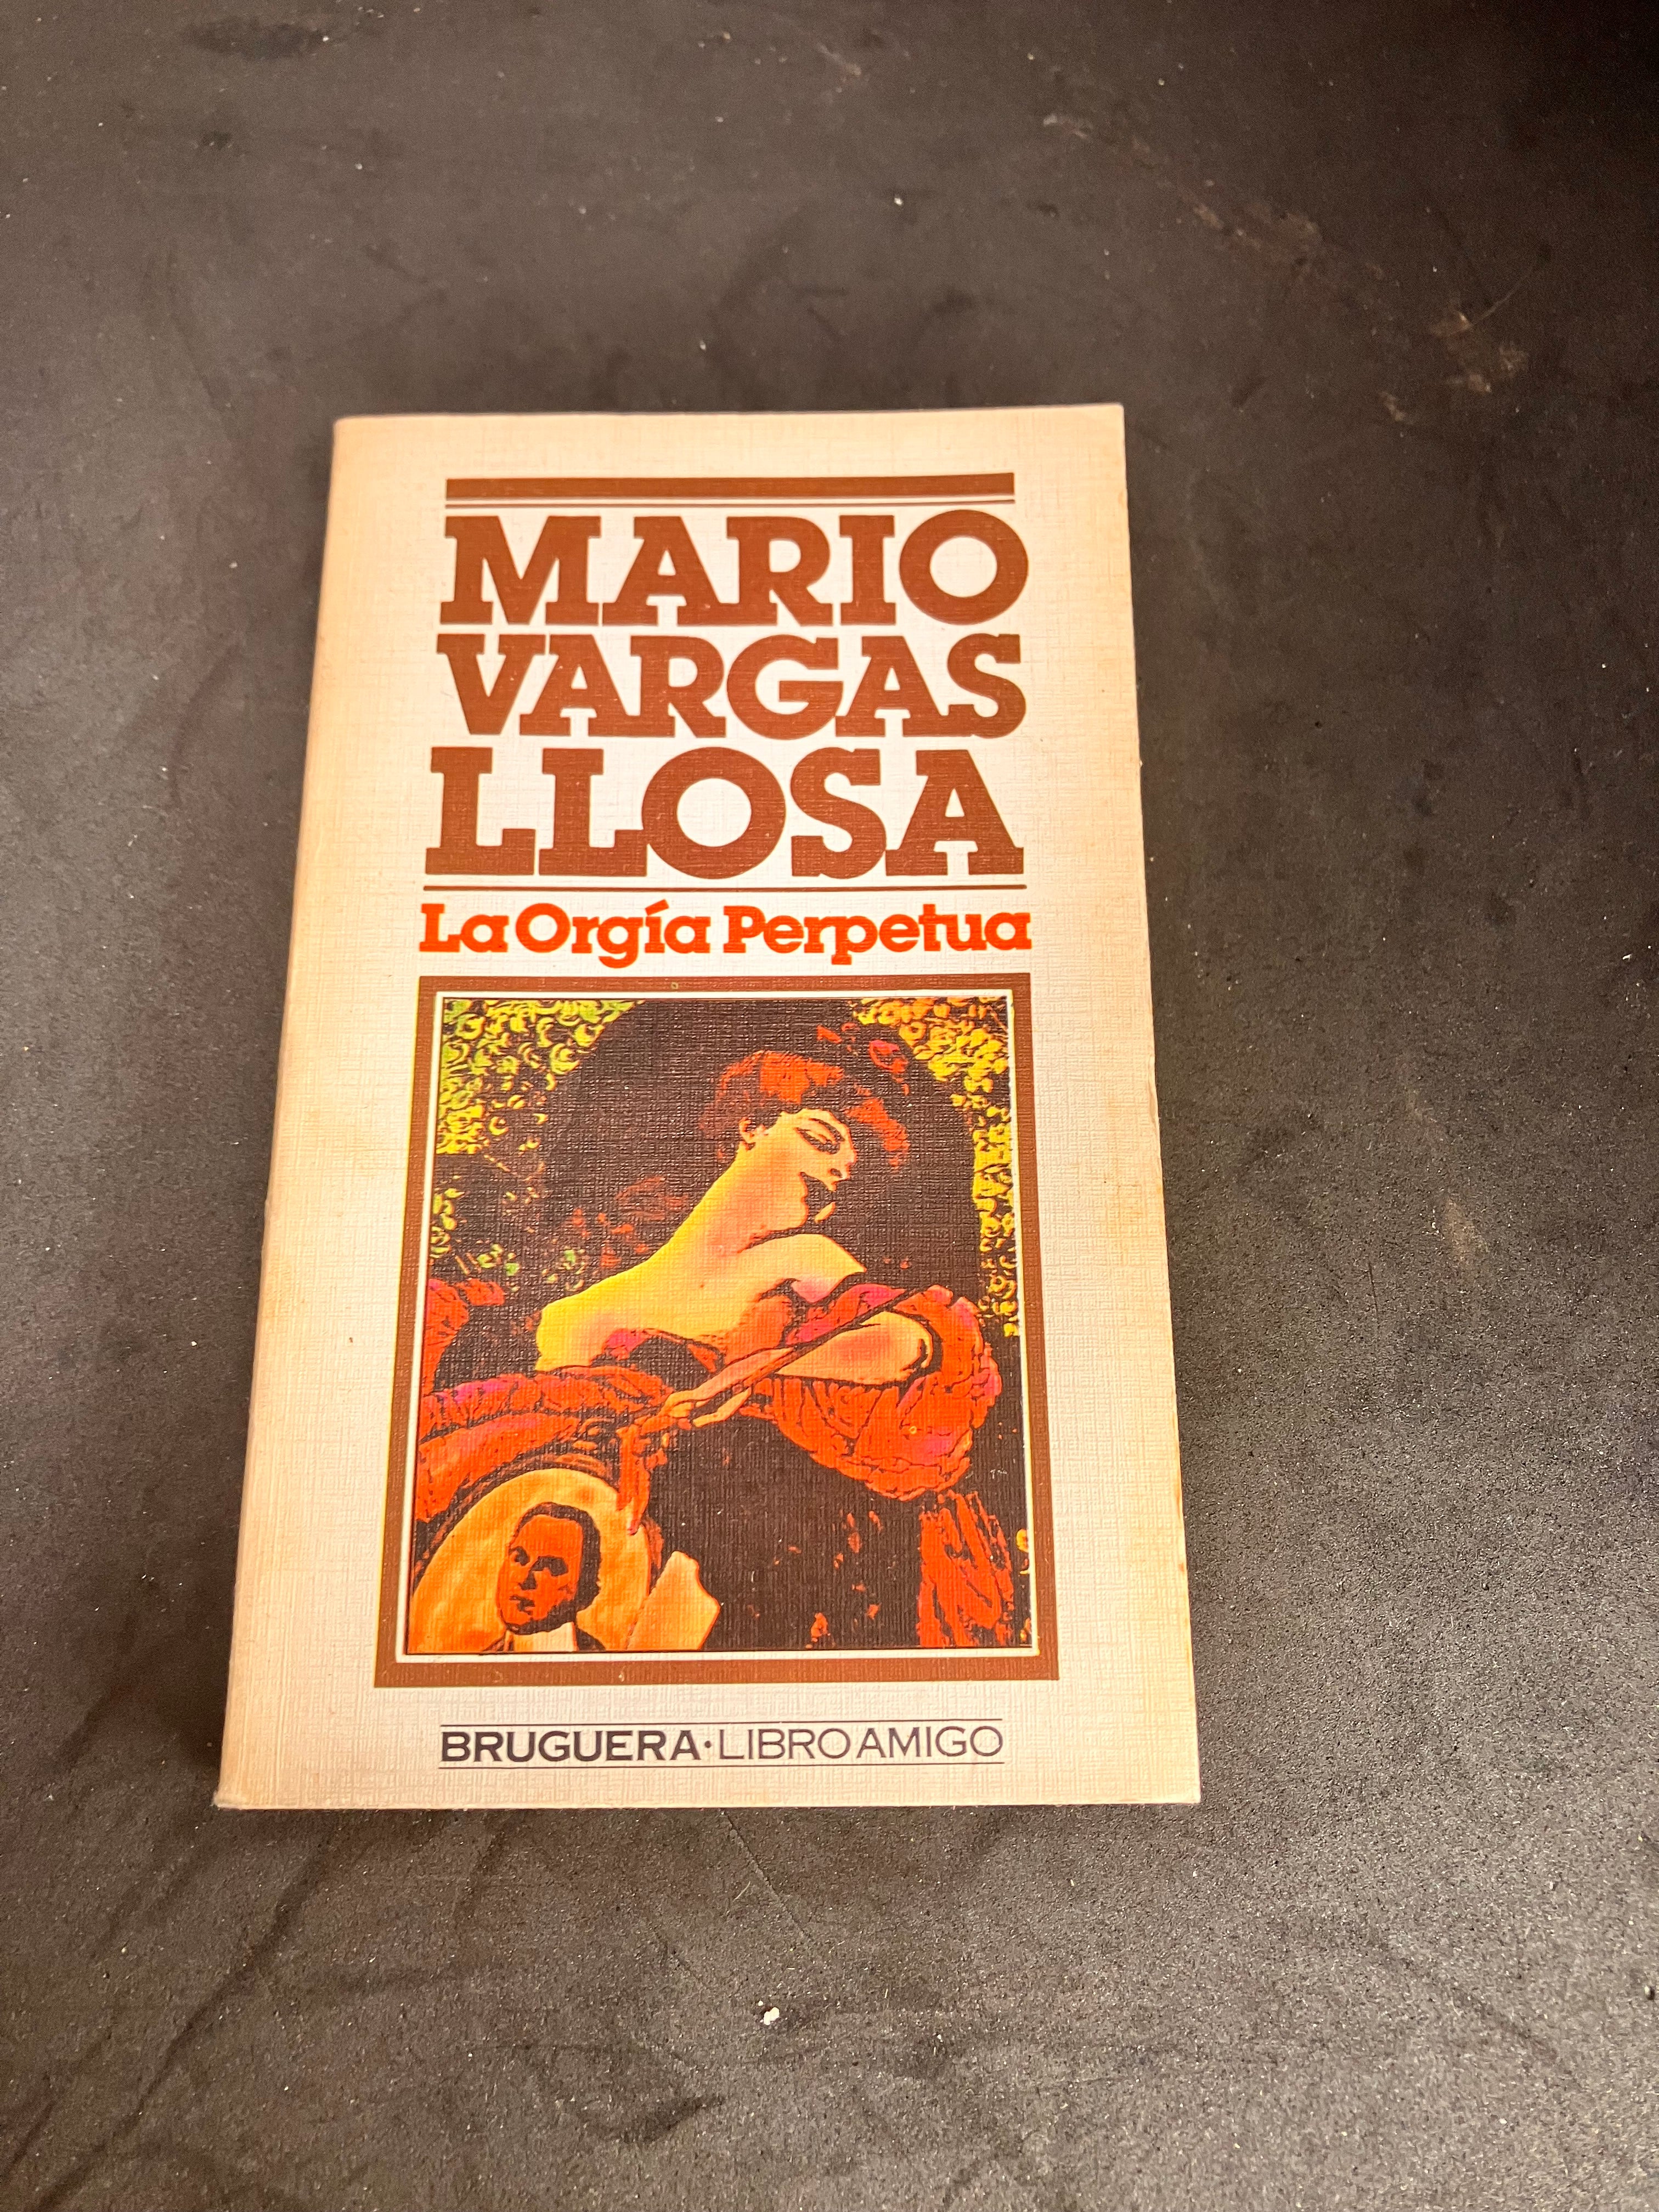 MARIO
VARGAS
LLOSA
La Orgía Perpetua
BRUGUERA·LIBRO AMIGO